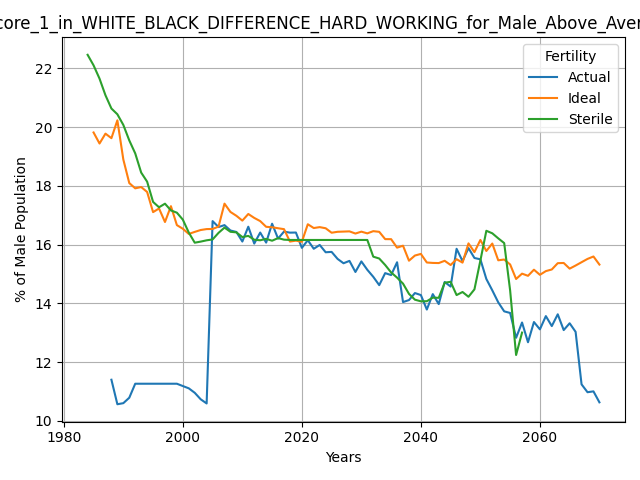 core_1_in_WHITE_BLACK_DIFFERENCE_HARD_WORKING_for_Male_Above_Aver
Fertility
Actual
Ideal
Sterile
% of Male Population
22
20
18
16
14
12
10
1980
2000
2020
2040
2060
Years